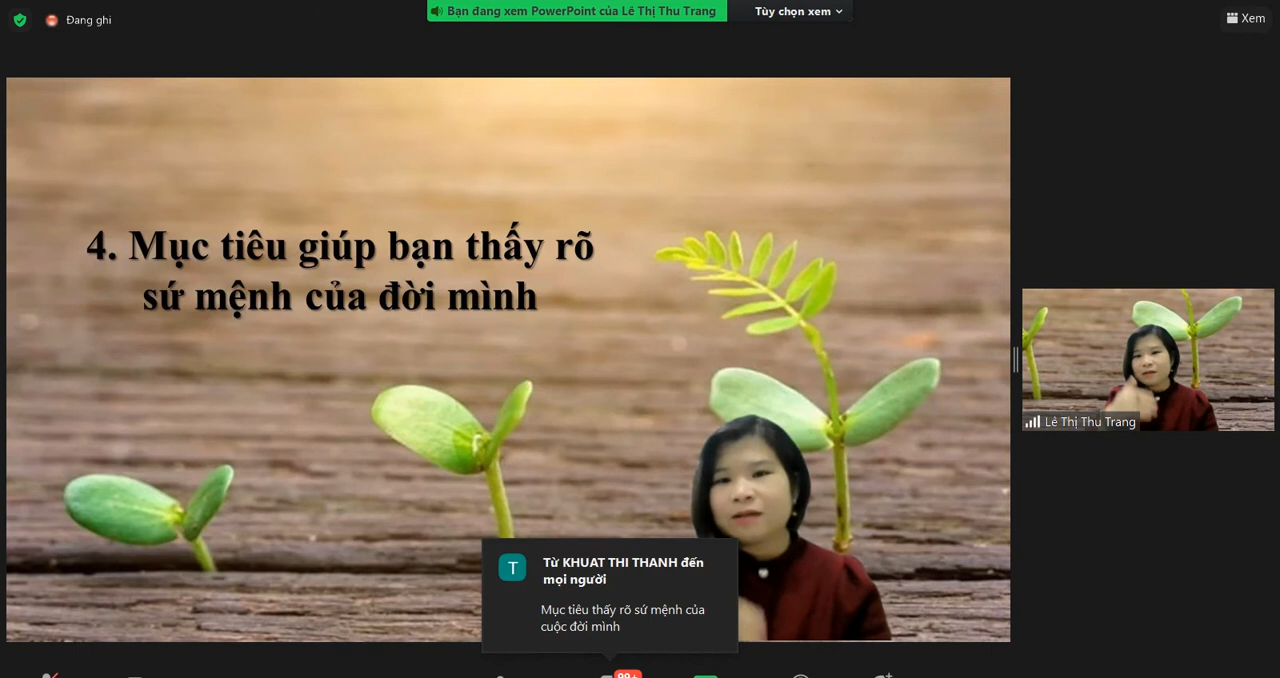 Đang ghi
Bạn đang xem PowerPoint của Lê Thị Thu Trang
Tùy chọn xem
Xem
4. Mục tiêu giúp bạn thấy rõ
sứ mệnh của đời mình
Lê Thị Thu Trang
T
Từ KHUAT THI THANH đến
mọi người
Mục tiêu thấy rõ sứ mệnh của
cuộc đời mình
99+